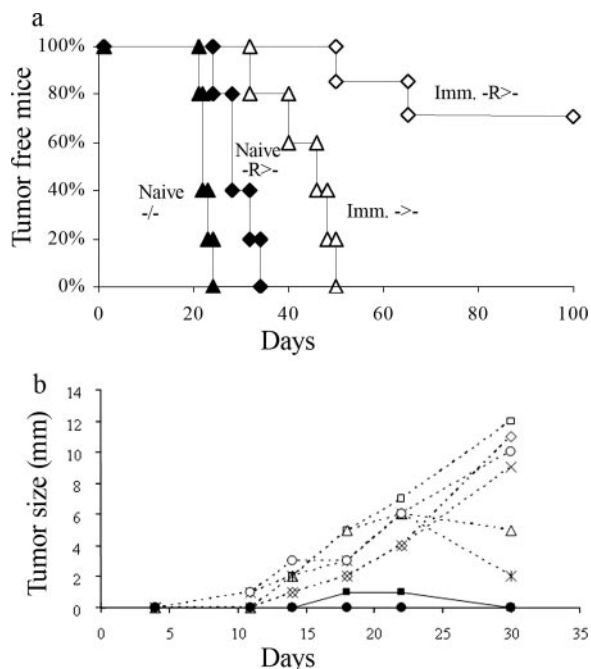 a
100%
80%
60%
40%
20%
0%
Tumor free mice
Imm. -R>-
Naive
-R>-
Naive
-/-
Imm. ->-
0 20 40 60 80 100
Days
b
14
12
10
8
6
4
2
0
Tumor size (mm)
0 5 10 15 20 25 30 35
Days